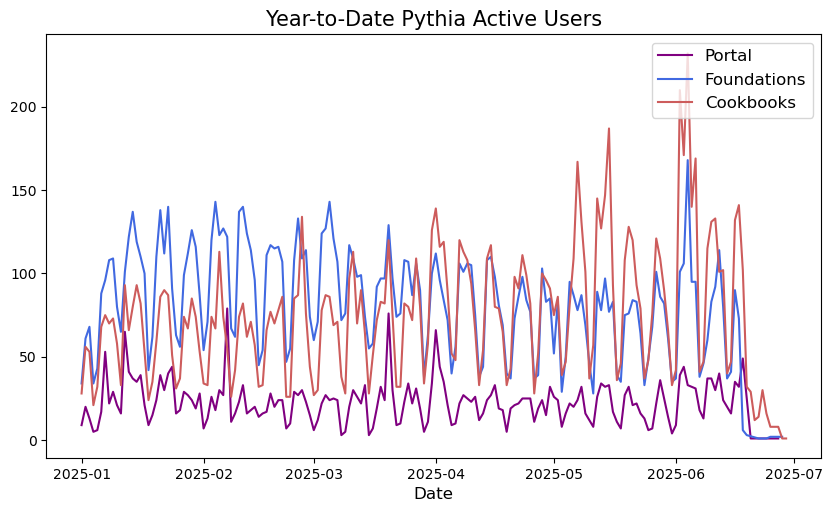 Year-to-Date Pythia Active Users
Portal
Foundations
Cookbooks
200
150
100
50
0
2025-01 2025-02 2025-03 2025-04 2025-05 2025-06 2025-07
Date